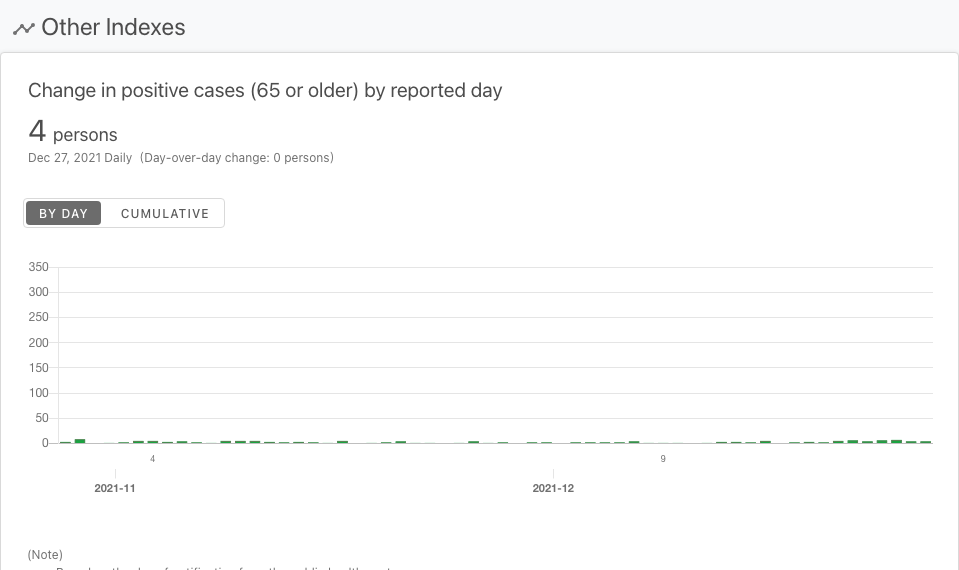 Other Indexes
Change in positive cases (65 or older) by reported day
4 persons
Dec 27, 2021 Daily (Day-over-day change: 0 persons)
BY DAY CUMULATIVE
350
300
250
200
150
100
50
0
4 9
2021-11 2021-12
(Note)